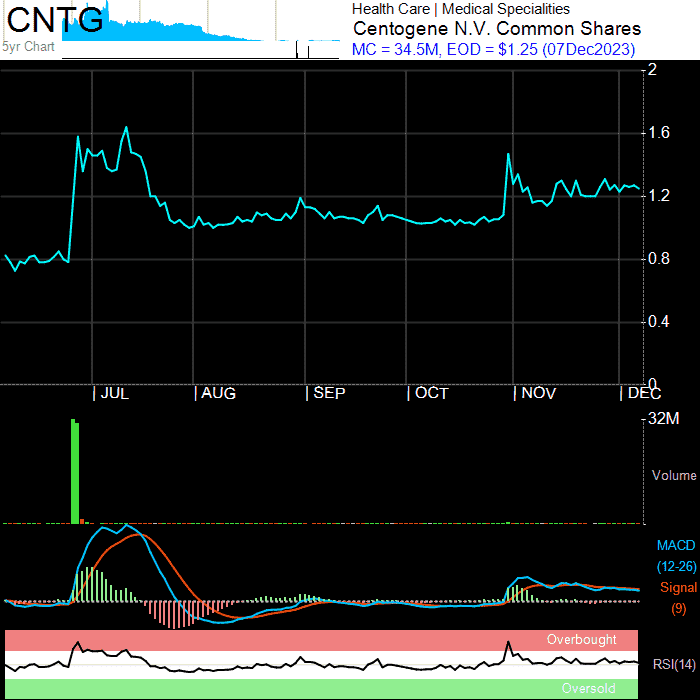 CNTG
5yr Chart
Health Care | Medical Specialities
Centogene N.V. Common Shares
MC = 34.5M, EOD = $1.25 (07Dec2023)
2
1.6
1.2
0.8
0.4
0
| JUL | AUG | SEP | OCT | NOV | DEC
32M
Volume
MACD
(12-26)
Signal
(9)
Overbought
RSI(14)
Oversold